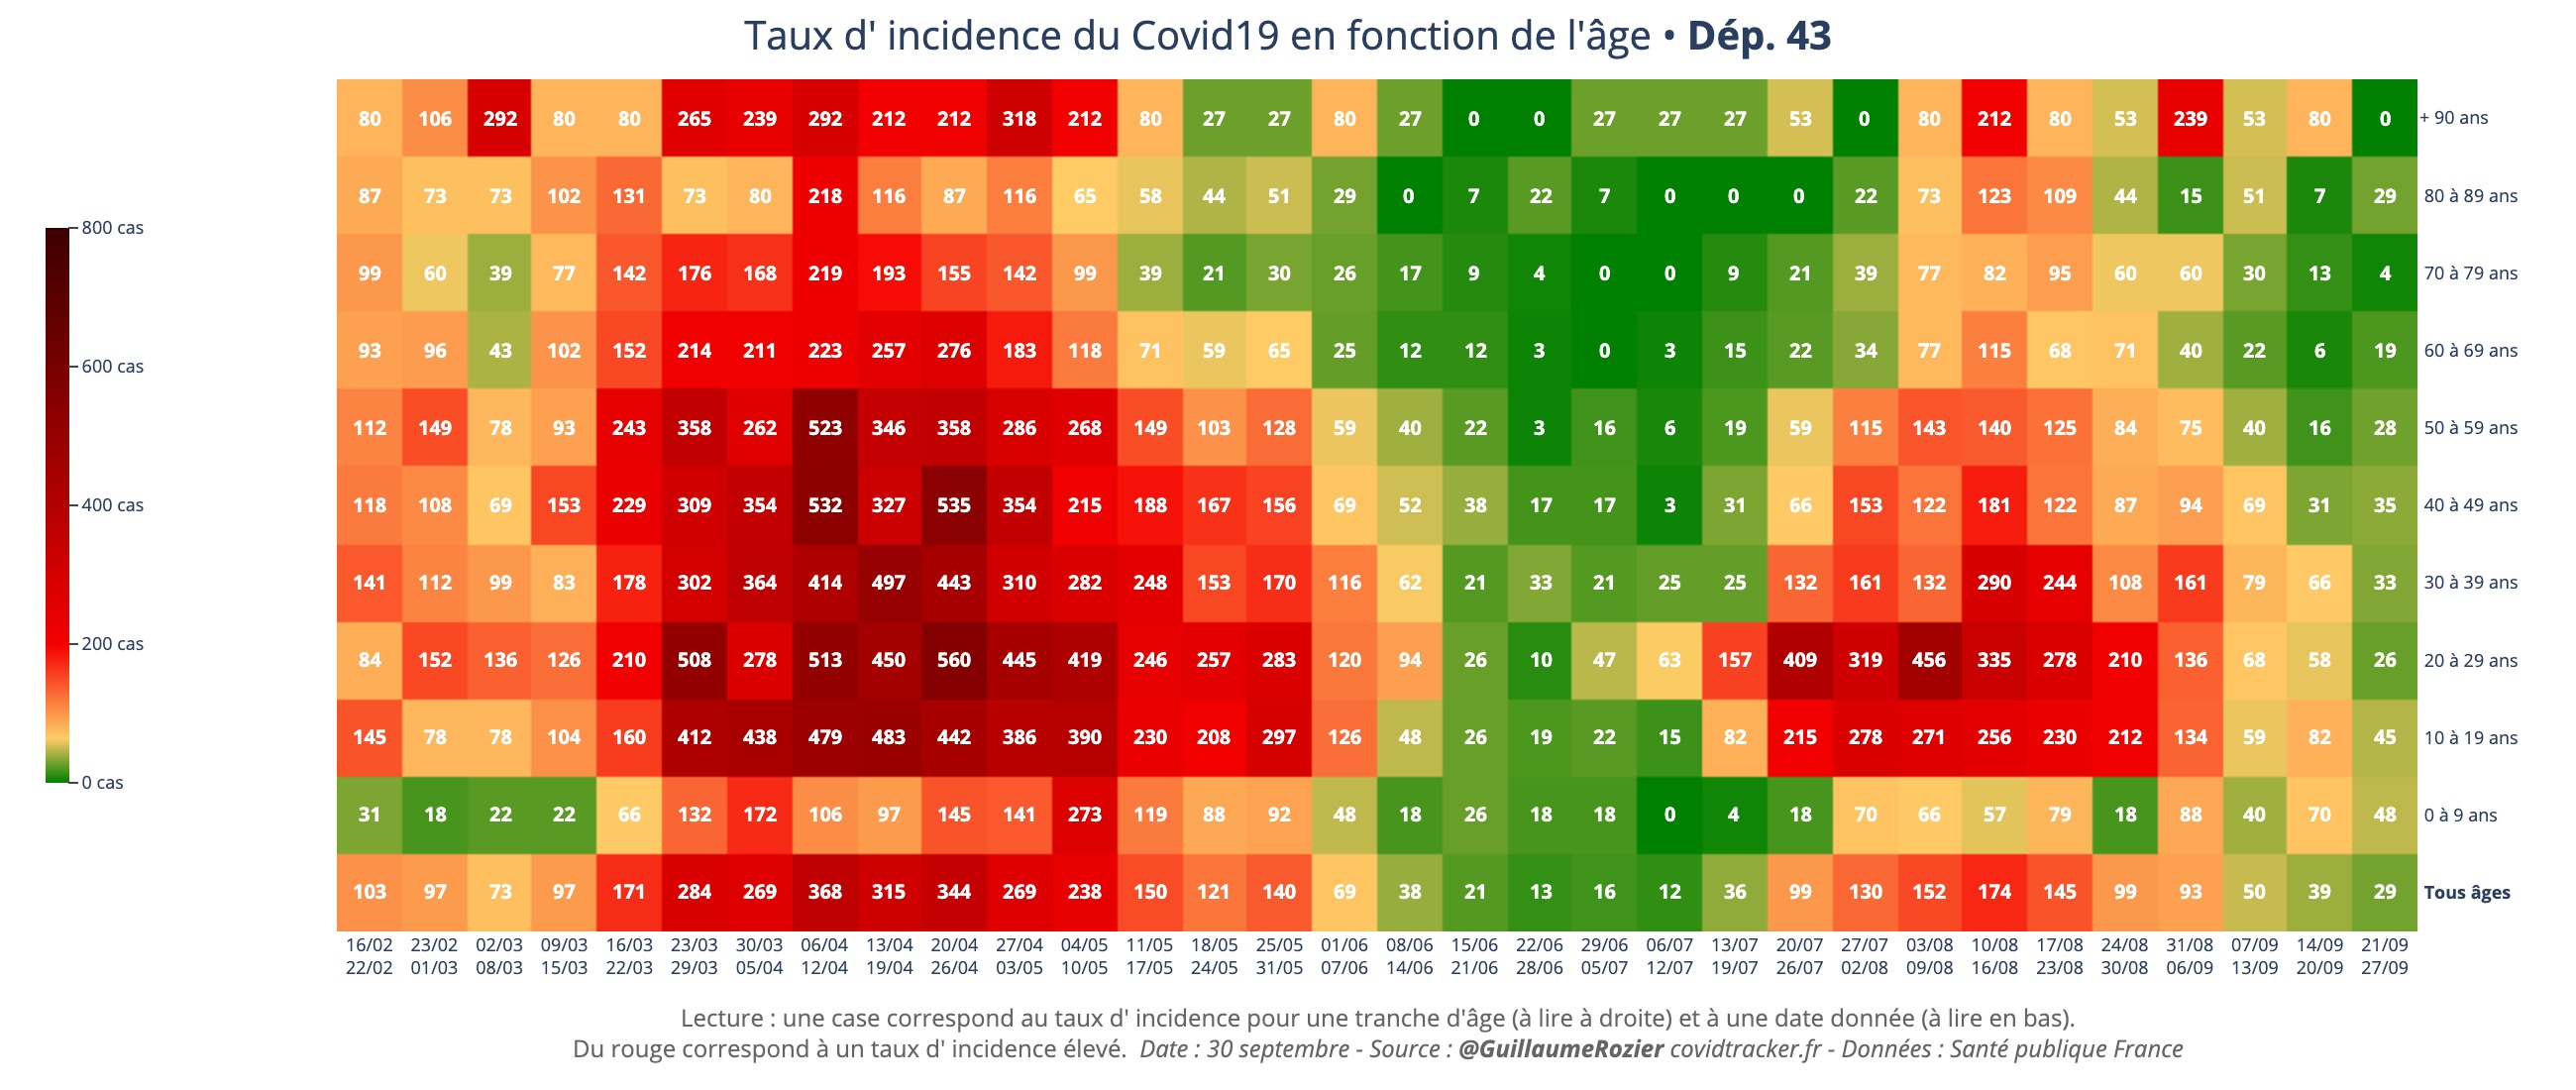 Taux d' incidence du Covid19 en fonction de l'âge • Dép. 43
800 cas
600 cas
400 cas
200 cas
0 cas
80 106 292 80 80 265 239 292 212 212 318 212 80 27 27 80 27 0 0 27 27 27 53 0 80 212 80 53 239 53 80 0 + 90 ans
87 73 73 102 131 73 80 218 116 87 116 65 58 44 51 29 0 7 22 7 0 0 0 22 73 123 109 44 15 51 7 29 80 à 89 ans
99 60 39 77 142 176 168 219 193 155 142 99 39 21 30 26 17 9 4 0 0 9 21 39 77 82 95 60 60 30 13 4 70 à 79 ans
93 96 43 102 152 214 211 223 257 276 183 118 71 59 65 25 12 12 3 0 3 15 22 34 77 115 68 71 40 22 6 19 60 à 69 ans
112 149 78 93 243 358 262 523 346 358 286 268 149 103 128 59 40 22 3 16 6 19 59 115 143 140 125 84 75 40 16 28 50 à 59 ans
118 108 69 153 229 309 354 532 327 535 354 215 188 167 156 69 52 38 17 17 3 31 66 153 122 181 122 87 94 69 31 35 40 à 49 ans
141 112 99 83 178 302 364 414 497 443 310 282 248 153 170 116 62 21 33 21 25 25 132 161 132 290 244 108 161 79 66 33 30 à 39 ans
84 152 136 126 210 508 278 513 450 560 445 419 246 257 283 120 94 26 10 47 63 157 409 319 456 335 278 210 136 68 58 26 20 à 29 ans
145 78 78 104 160 412 438 479 483 442 386 390 230 208 297 126 48 26 19 22 15 82 215 278 271 256 230 212 134 59 82 45 10 à 19 ans
31 18 22 22 66 132 172 106 97 145 141 273 119 88 92 48 18 26 18 18 0 4 18 70 66 57 79 18 88 40 70 48 0 à 9 ans
103 97 73 97 171 284 269 368 315 344 269 238 150 121 140 69 38 21 13 16 12 36 99 130 152 174 145 99 93 50 39 29 Tous âges
16/02 23/02 02/03 09/03 16/03 23/03 30/03 06/04 13/04 20/04 27/04 04/05 11/05 18/05 25/05 01/06 08/06 15/06 22/06 29/06 06/07 13/07 20/07 27/07 03/08 10/08 17/08 24/08 31/08 07/09 14/09 21/09
22/02 01/03 08/03 15/03 22/03 29/03 05/04 12/04 19/04 26/04 03/05 10/05 17/05 24/05 31/05 07/06 14/06 21/06 28/06 05/07 12/07 19/07 26/07 02/08 09/08 16/08 23/08 30/08 06/09 13/09 20/09 27/09
Lecture : une case correspond au taux d' incidence pour une tranche d'âge (à lire à droite) et à une date donnée (à lire en bas).
Du rouge correspond à un taux d' incidence élevé. Date : 30 septembre - Source : @GuillaumeRozier covidtracker.fr - Données : Santé publique France